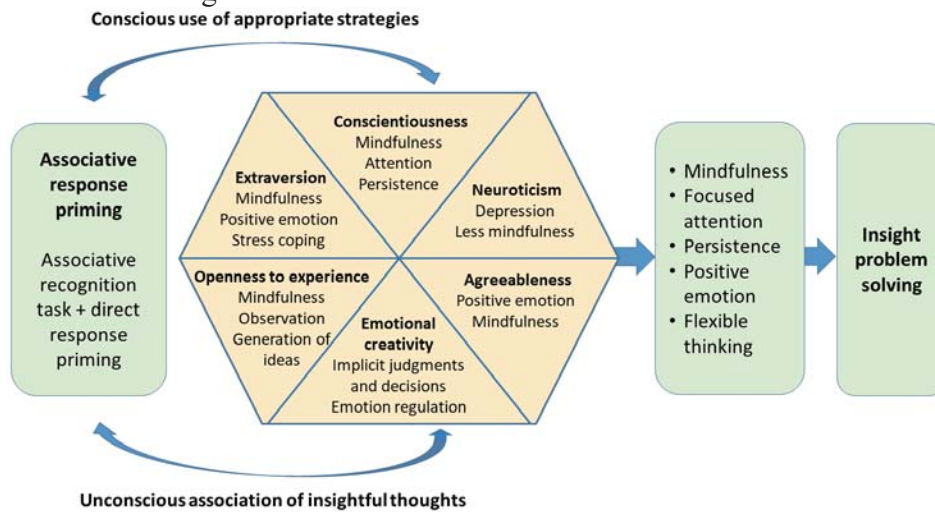 Conscious use of appropriate strategies
Associative
response
priming
Associative
recognition
task + direct
response
priming
Conscientiousness
Mindfulness
Attention
Persistence
Extraversion
Mindfulness
Positive emotion
Stress coping
Neuroticism
Depression
Less mindfulness
Openness to experience
Mindfulness
Observation
Generation of
ideas
Emotional
creativity
Implicit judgments
and decisions
Emotion regulation
Agreeableness
Positive emotion
Mindfulness
• Mindfulness
• Focused
attention
• Persistence
• Positive
emotion
• Flexible
thinking
Insight
problem
solving
Unconscious association of insightful thoughts